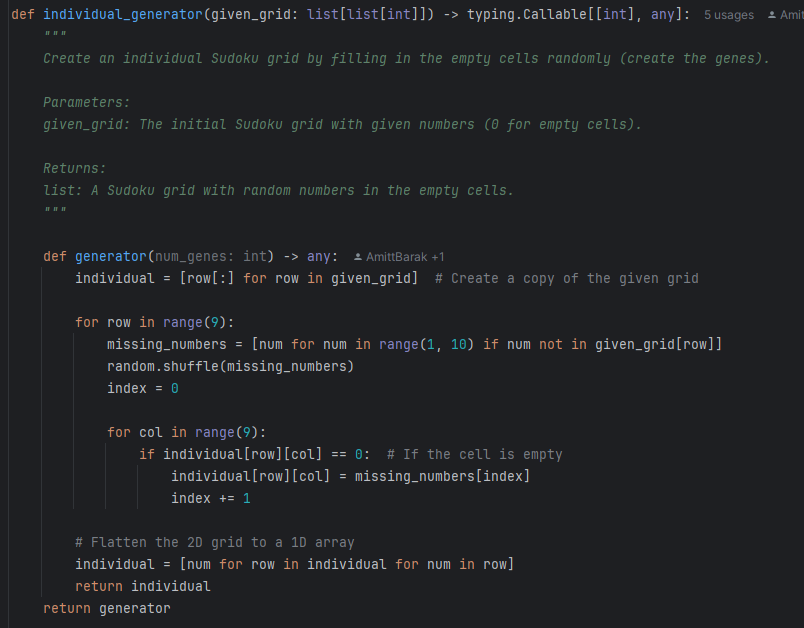 def individual_generator(given_grid: list[list[int]]) -> typing.Callable[[int], any]: 5 usages
    """
    Create an individual Sudoku grid by filling in the empty cells randomly (create the genes).

    Parameters:
    given_grid: The initial Sudoku grid with given numbers (0 for empty cells).

    Returns:
    list: A Sudoku grid with random numbers in the empty cells.
    """

    def generator(num_genes: int) -> any: AmittBarak +1
        individual = [row[:] for row in given_grid]  # Create a copy of the given grid

        for row in range(9):
            missing_numbers = [num for num in range(1, 10) if num not in given_grid[row]]
            random.shuffle(missing_numbers)
            index = 0

            for col in range(9):
                if individual[row][col] == 0:  # If the cell is empty
                    individual[row][col] = missing_numbers[index]
                    index += 1

        # Flatten the 2D grid to a 1D array
        individual = [num for row in individual for num in row]
        return individual
    return generator